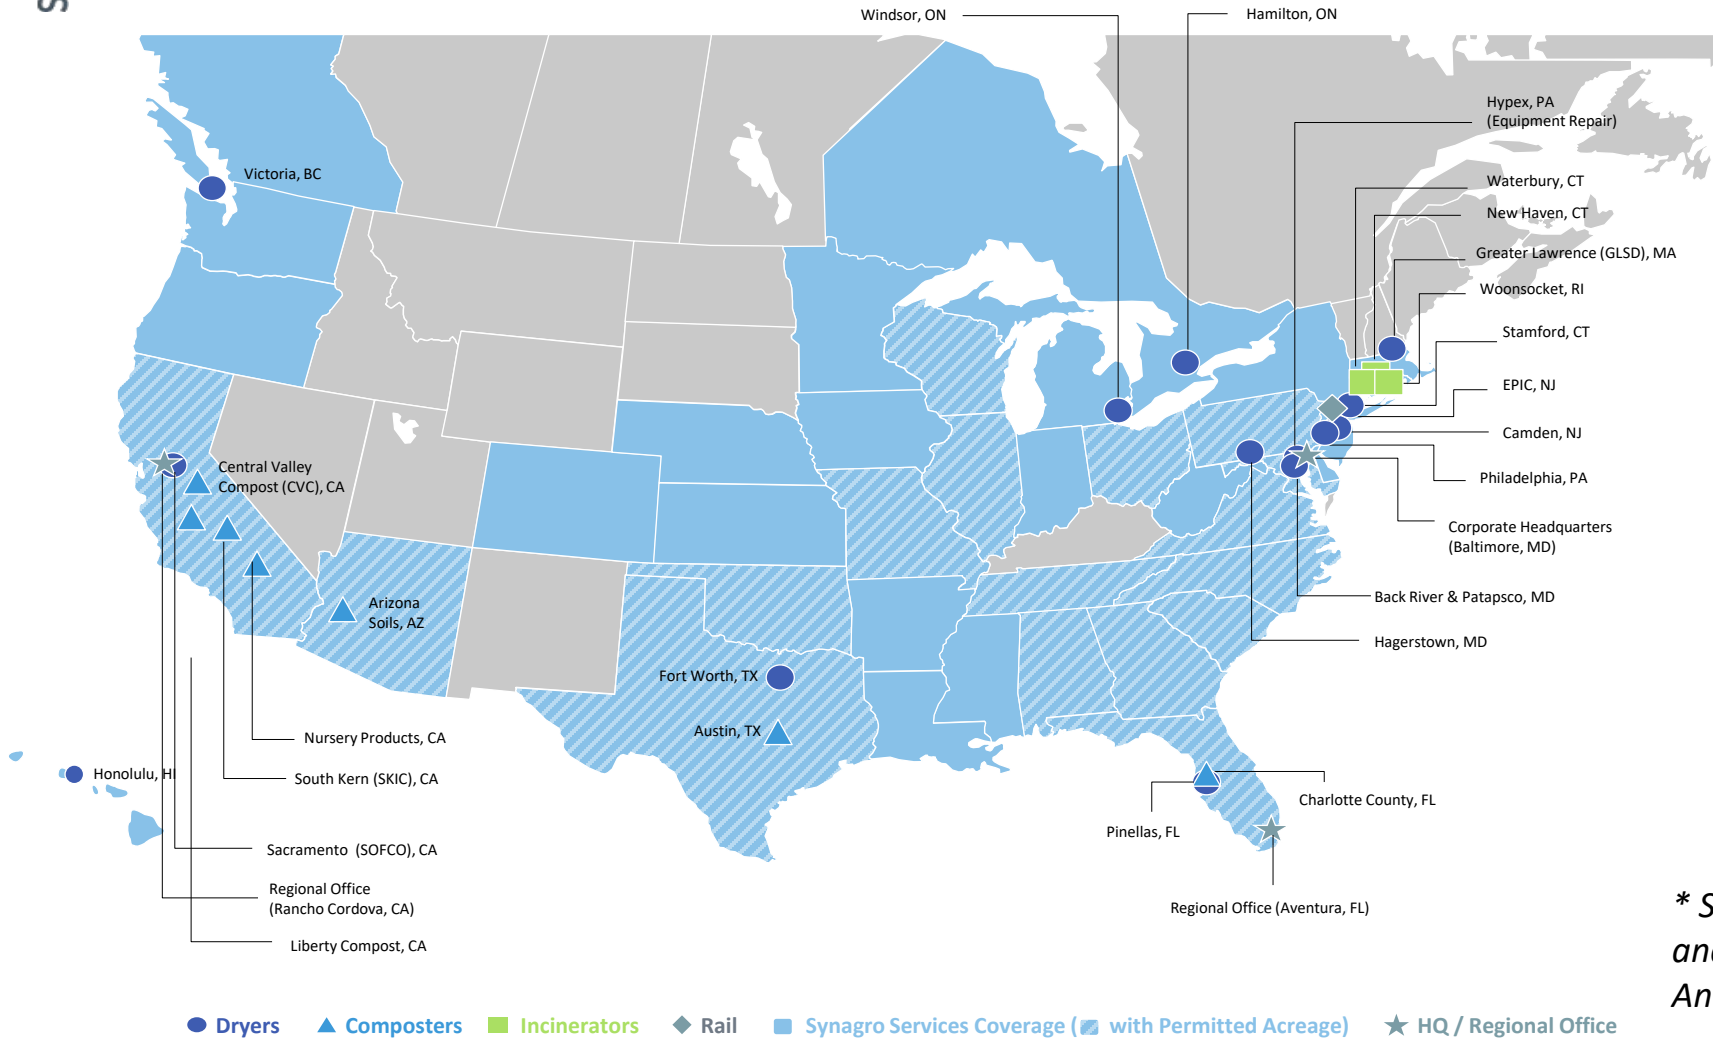 Windsor, ON
Hamilton, ON
Hypex, PA
(Equipment Repair)
Victoria, BC
Waterbury, CT
New Haven, CT
Greater Lawrence (GLSD), MA
Woonsocket, RI
Stamford, CT
EPIC, NJ
Camden, NJ
Central Valley
Compost (CVC), CA
Philadelphia, PA
Corporate Headquarters
(Baltimore, MD)
Arizona
Soils, AZ
Back River & Patapsco, MD
Hagerstown, MD
Fort Worth, TX
Austin, TX
Nursery Products, CA
Honolulu, HI
South Kern (SKIC), CA
Charlotte County, FL
Pinellas, FL
Sacramento (SOFCO), CA
Regional Office
(Rancho Cordova, CA)
Regional Office (Aventura, FL)
Liberty Compost, CA
* S
and
An
Dryers Composters Incinerators Rail Synagro Services Coverage ( with Permitted Acreage) HQ / Regional Office